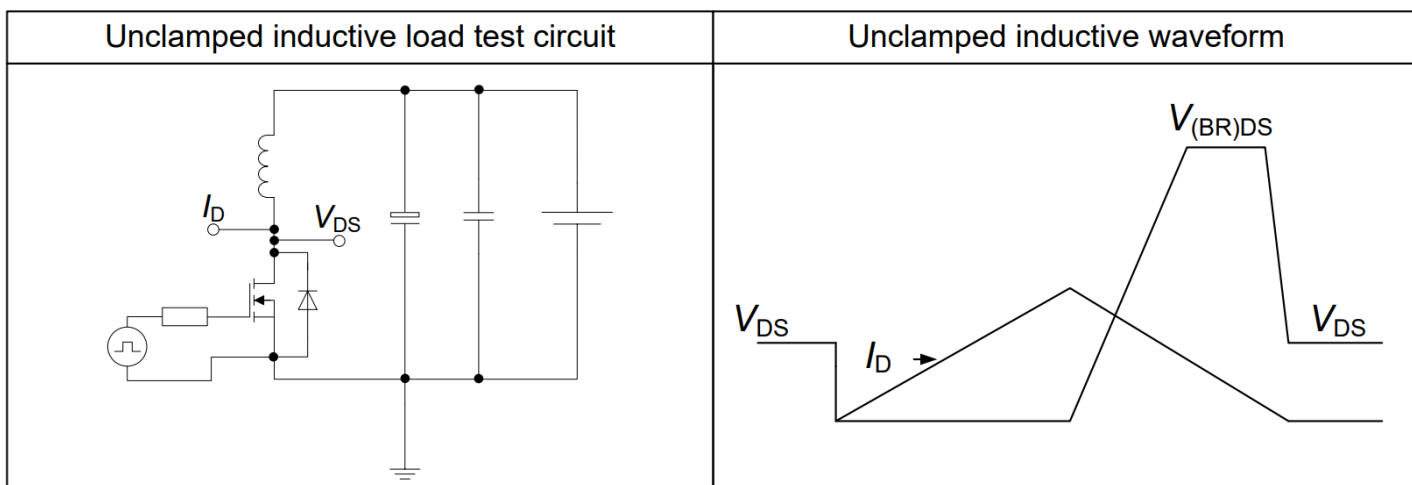 Unclamped inductive load test circuit
Unclamped inductive waveform
V(BR)DS
ID
VDS
VDS
ID
VDS